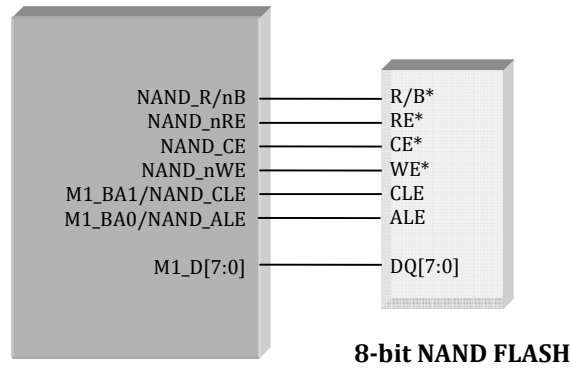 NAND_R/nB R/B*
NAND_nRE RE*
NAND_CE CE*
NAND_nWE WE*
M1_BA1/NAND_CLE CLE
M1_BA0/NAND_ALE ALE
M1_D[7:0] DQ[7:0]
8-bit NAND FLASH